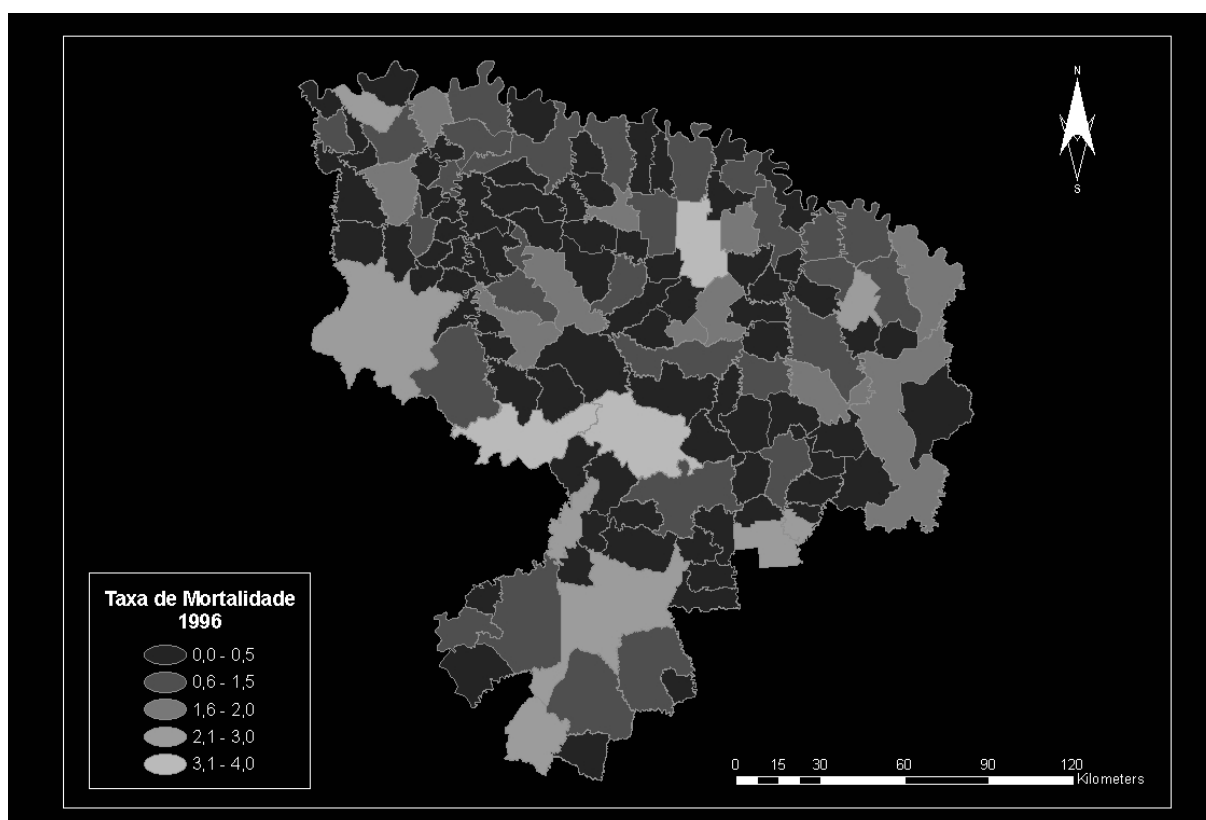 N
S
Taxa de Mortalidade
1996
0,0 - 0,5
0,6 - 1,5
1,6 - 2,0
2,1 - 3,0
3,1 - 4,0
0 15 30 60 90 120
Kilometers